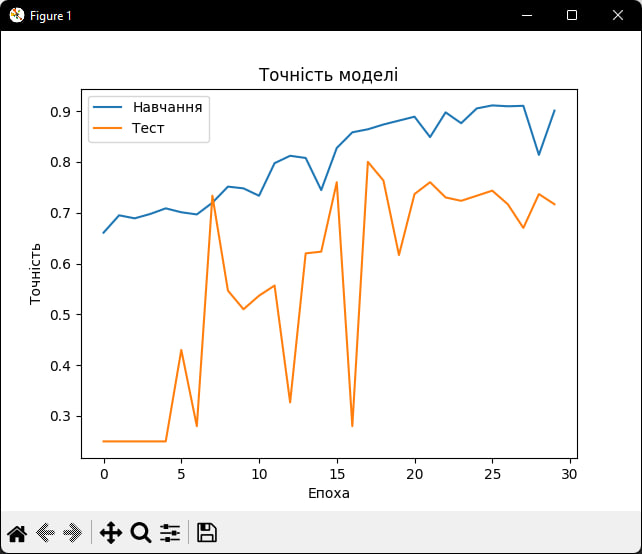 Figure 1
Точність моделі
Навчання
Тест
Точність
0.9
0.8
0.7
0.6
0.5
0.4
0.3
0 5 10 15 20 25 30
Епоха